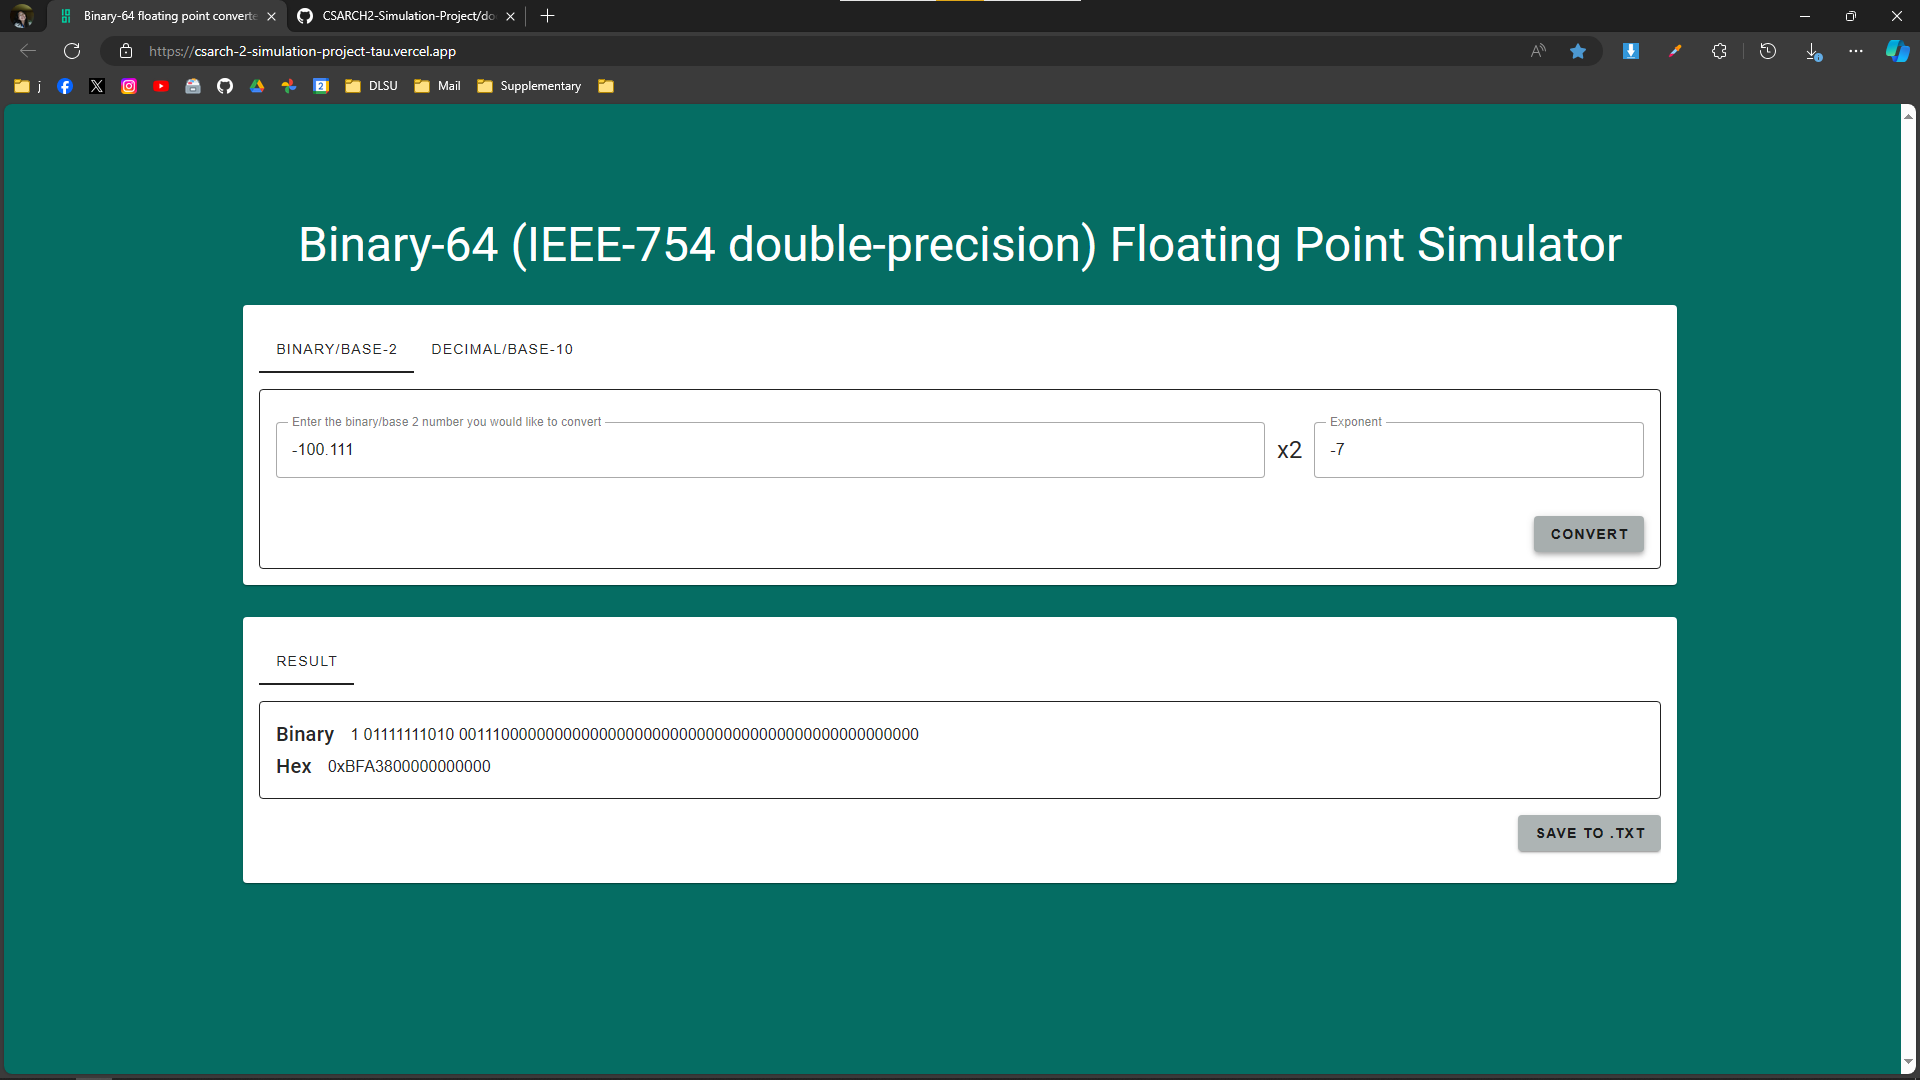 Binary-64 floating point converte
CSARCH2-Simulation-Project/do
https://csarch-2-simulation-project-tau.vercel.app
j
DLSU
Mail
Supplementary
Binary-64 (IEEE-754 double-precision) Floating Point Simulator
BINARY/BASE-2 DECIMAL/BASE-10
Enter the binary/base 2 number you would like to convert
-100.111
x2
Exponent
-7
CONVERT
RESULT
Binary 1 01111111010 0011100000000000000000000000000000000000000000000000
Hex 0xBFA3800000000000
SAVE TO .TXT